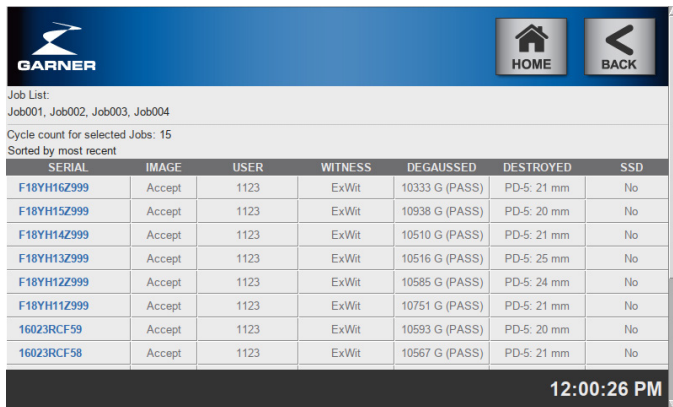 GARNER
HOME
BACK
Job List:
Job001, Job002, Job003, Job004
Cycle count for selected Jobs: 15
Sorted by most recent
SERIAL IMAGE USER WITNESS DEGAUSSED DESTROYED SSD
F18YH16Z999 Accept 1123 ExWit 10333 G (PASS) PD-5: 21 mm No
F18YH15Z999 Accept 1123 ExWit 10938 G (PASS) PD-5: 20 mm No
F18YH14Z999 Accept 1123 ExWit 10510 G (PASS) PD-5: 21 mm No
F18YH13Z999 Accept 1123 ExWit 10516 G (PASS) PD-5: 25 mm No
F18YH12Z999 Accept 1123 ExWit 10585 G (PASS) PD-5: 24 mm No
F18YH11Z999 Accept 1123 ExWit 10751 G (PASS) PD-5: 21 mm No
16023RCF59 Accept 1123 ExWit 10593 G (PASS) PD-5: 20 mm No
16023RCF58 Accept 1123 ExWit 10567 G (PASS) PD-5: 21 mm No
12:00:26 PM